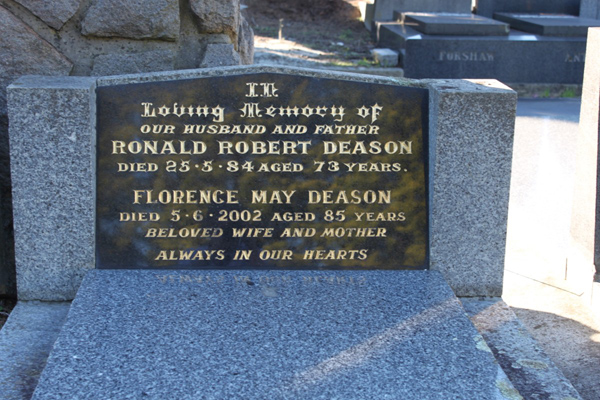 FORKSHAW
In
Loving Memory of
OUR HUSBAND AND FATHER
RONALD ROBERT DEASON
DIED 25·5·84 AGED 73 YEARS.
FLORENCE MAY DEASON
DIED 5·6·2002 AGED 85 YEARS
BELOVED WIFE AND MOTHER
ALWAYS IN OUR HEARTS